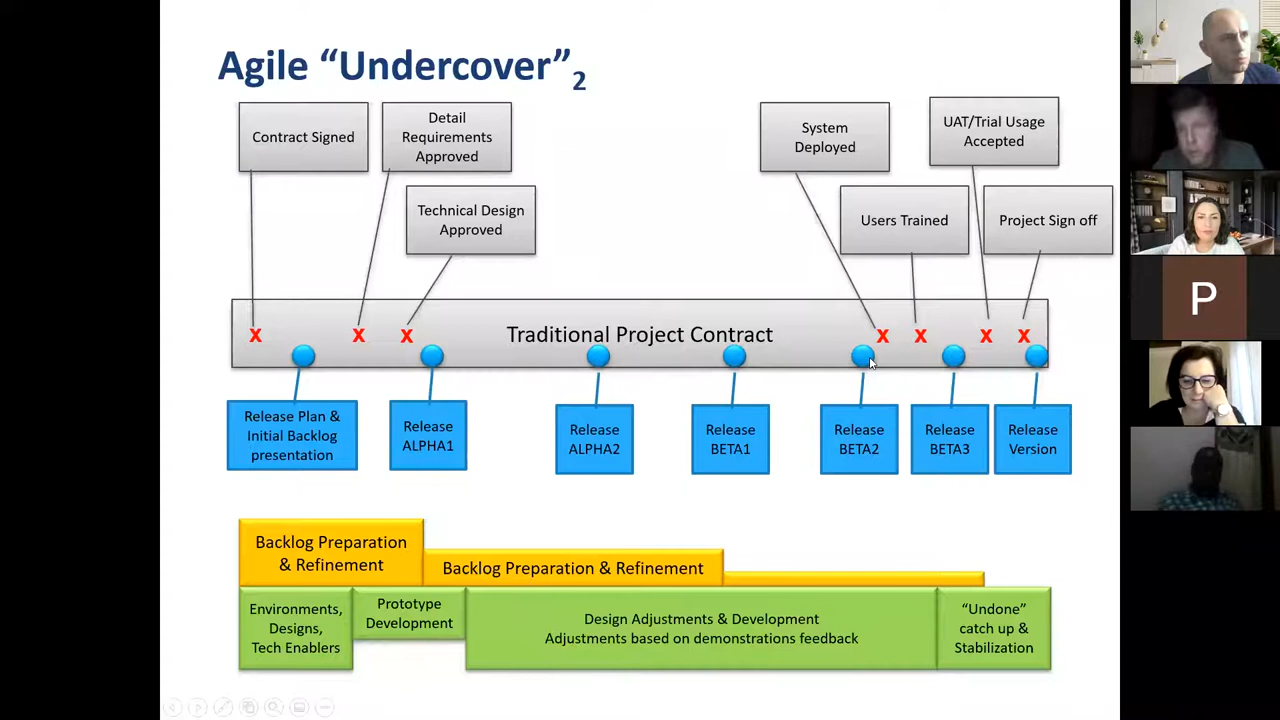 Agile “Undercover”2
Contract Signed
Detail
Requirements
Approved
Technical Design
Approved
System
Deployed
UAT/Trial Usage
Accepted
Users Trained
Project Sign off
X
X
X
Traditional Project Contract
X
X
X
X
Release Plan &
Initial Backlog
presentation
Release
ALPHA1
Release
ALPHA2
Release
BETA1
Release
BETA2
Release
BETA3
Release
Version
Backlog Preparation
& Refinement
Backlog Preparation & Refinement
Environments,
Designs,
Tech Enablers
Prototype
Development
Design Adjustments & Development
Adjustments based on demonstrations feedback
“Undone”
catch up &
Stabilization
P